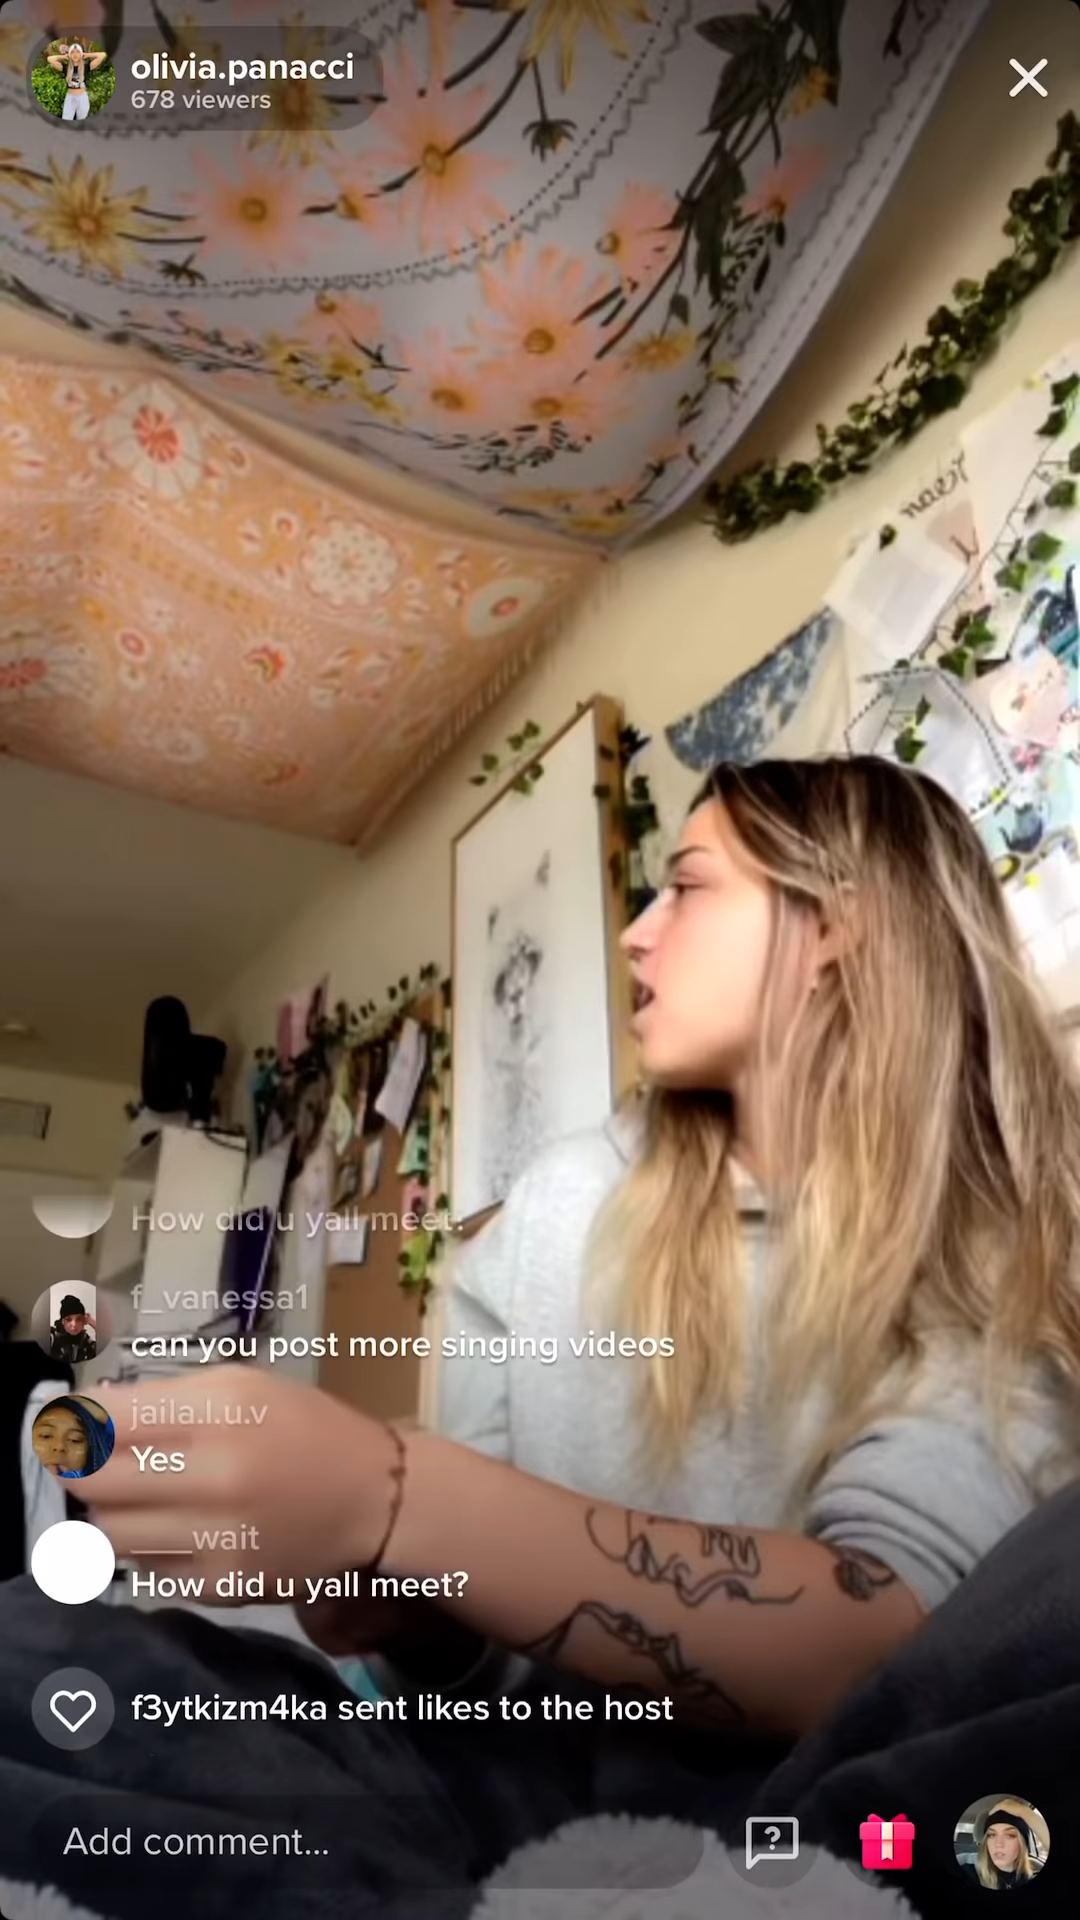 olivia.panacci
678 viewers
How did u yall meet?
f_vanessa1
can you post more singing videos
jaila.l.u.v
Yes
___wait
How did u yall meet?
f3ytkizm4ka sent likes to the host
Add comment...